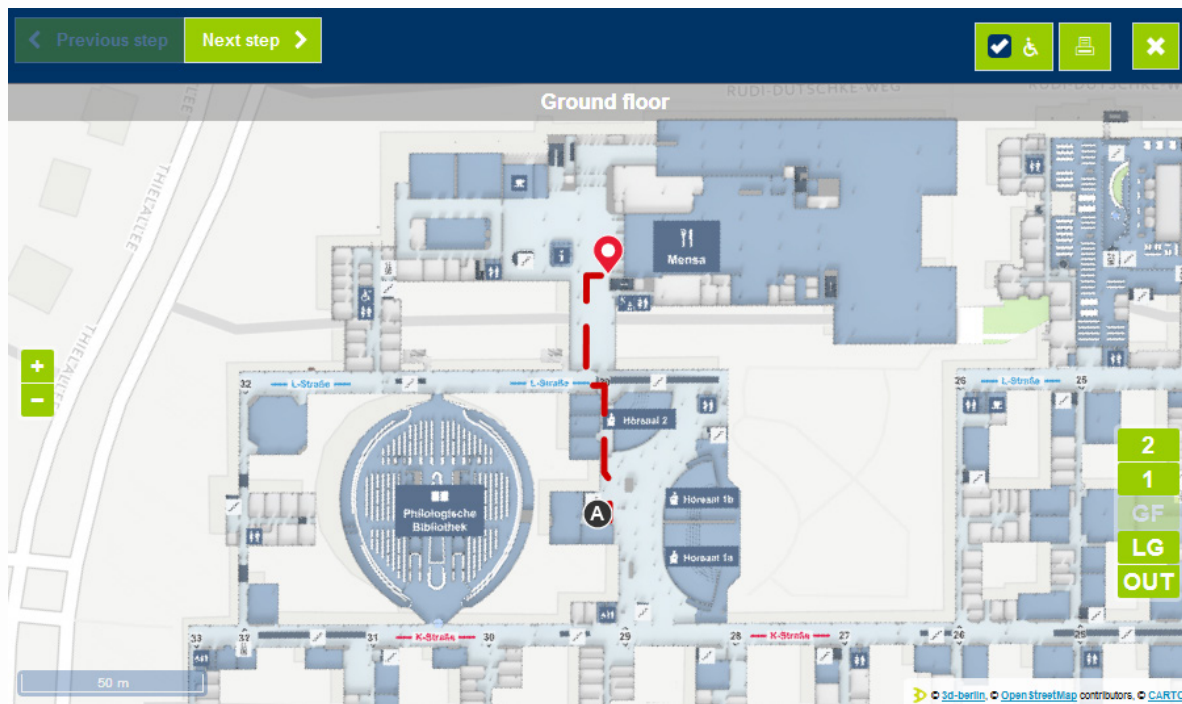 Previous step
Next step
Ground floor
RUDI-DUTSCHKE-WEG
THIELALLEE
THIELALLEE
Mensa
32
L-Straße
L-Straße
26
L-Straße
25
Hörsaal 2
Philologische
Bibliothek
A
Hörsaal 1b
Hörsaal 1a
33
32
31
K-Straße
30
29
28
K-Straße
27
26
25
+
−
2
1
GF
LG
OUT
50 m
© 3d-berlin, © OpenStreetMap contributors, © CARTO